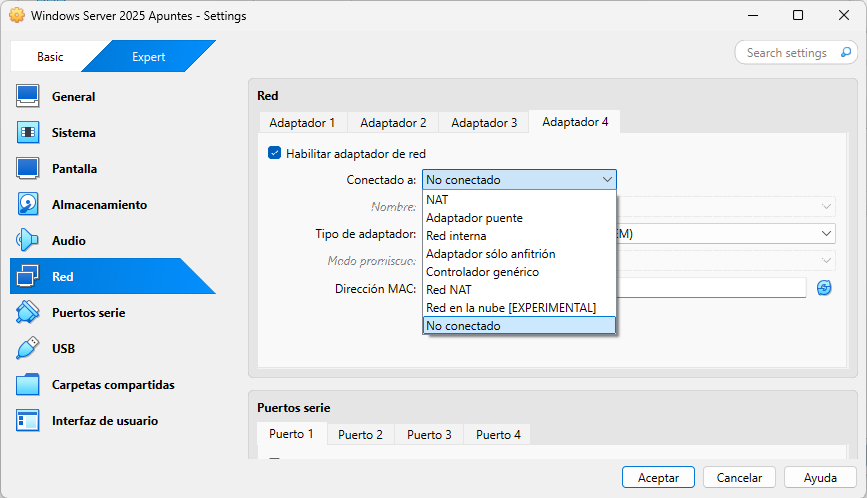 Windows Server 2025 Apuntes - Settings
Basic
Expert
Search settings
General
Sistema
Pantalla
Almacenamiento
Audio
Red
Puertos serie
USB
Carpetas compartidas
Interfaz de usuario
Red
Adaptador 1
Adaptador 2
Adaptador 3
Adaptador 4
Habilitar adaptador de red
Conectado a:
No conectado
NAT
Adaptador puente
Red interna
Adaptador sólo anfitrión
Controlador genérico
Red NAT
Red en la nube [EXPERIMENTAL]
No conectado
Nombre:
Tipo de adaptador:
Modo promiscuo:
Dirección MAC:
Puertos serie
Puerto 1
Puerto 2
Puerto 3
Puerto 4
Aceptar
Cancelar
Ayuda